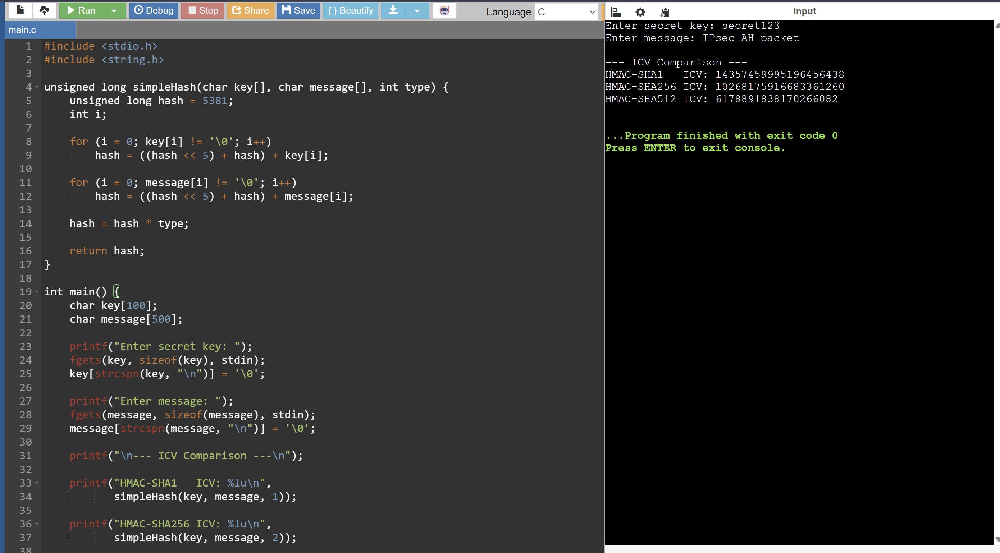 Run Debug Stop Share Save { } Beautify Language C
main.c
1 #include <stdio.h>
2 #include <string.h>
3
4 unsigned long simpleHash(char key[], char message[], int type) {
5     unsigned long hash = 5381;
6     int i;
7
8     for (i = 0; key[i] != '\0'; i++)
9         hash = ((hash << 5) + hash) + key[i];
10
11     for (i = 0; message[i] != '\0'; i++)
12         hash = ((hash << 5) + hash) + message[i];
13
14     hash = hash * type;
15
16     return hash;
17 }
18
19 int main() {
20     char key[100];
21     char message[500];
22
23     printf("Enter secret key: ");
24     fgets(key, sizeof(key), stdin);
25     key[strcspn(key, "\n")] = '\0';
26
27     printf("Enter message: ");
28     fgets(message, sizeof(message), stdin);
29     message[strcspn(message, "\n")] = '\0';
30
31     printf("\n--- ICV Comparison ---\n");
32
33     printf("HMAC-SHA1   ICV: %lu\n",
34            simpleHash(key, message, 1));
35
36     printf("HMAC-SHA256 ICV: %lu\n",
37            simpleHash(key, message, 2));
38
input
Enter secret key: secret123
Enter message: IPsec AH packet
--- ICV Comparison ---
HMAC-SHA1   ICV: 14357459995196456438
HMAC-SHA256 ICV: 10268175916683361260
HMAC-SHA512 ICV: 6178891838170266082
...Program finished with exit code 0
Press ENTER to exit console.